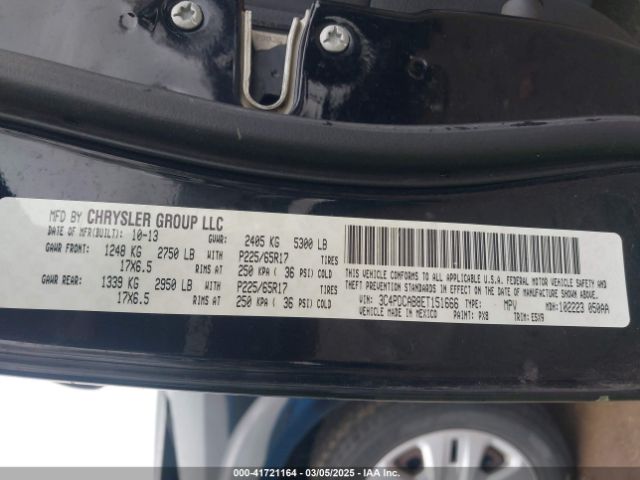 MFD BY CHRYSLER GROUP LLC
DATE OF MFR(BUILT): 10-13 GVWR: 2405 KG 5300 LB
GAWR FRONT: 1248 KG 2750 LB WITH P225/65R17 TIRES
17X6.5 RIMS AT 250 KPA ( 36 PSI) COLD
GAWR REAR: 1339 KG 2950 LB WITH P225/65R17 TIRES
17X6.5 RIMS AT 250 KPA ( 36 PSI) COLD
THIS VEHICLE CONFORMS TO ALL APPLICABLE U.S.A. FEDERAL MOTOR VEHICLE SAFETY AND
THEFT PREVENTION STANDARDS IN EFFECT ON THE DATE OF MANUFACTURE SHOWN ABOVE.
VIN: 3C4PDCAB8ET151666 TYPE: MPV MDH: 102223 050AA
VEHICLE MADE IN MEXICO PAINT: PX8 TRIM: E5X9
000-41721164 - 03/05/2025 - IAA Inc.